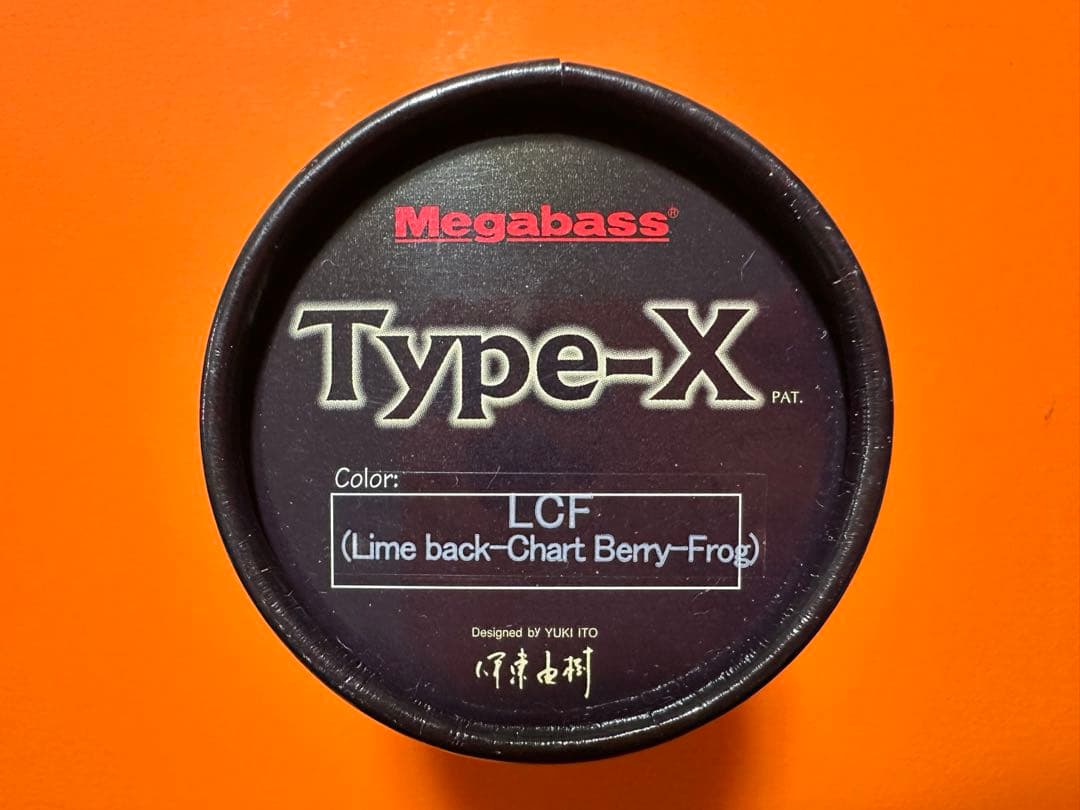 Megabass®
Type-X PAT.
Color:
LCF
(Lime back-Chart Berry-Frog)
Designed by YUKI ITO
伊東由樹